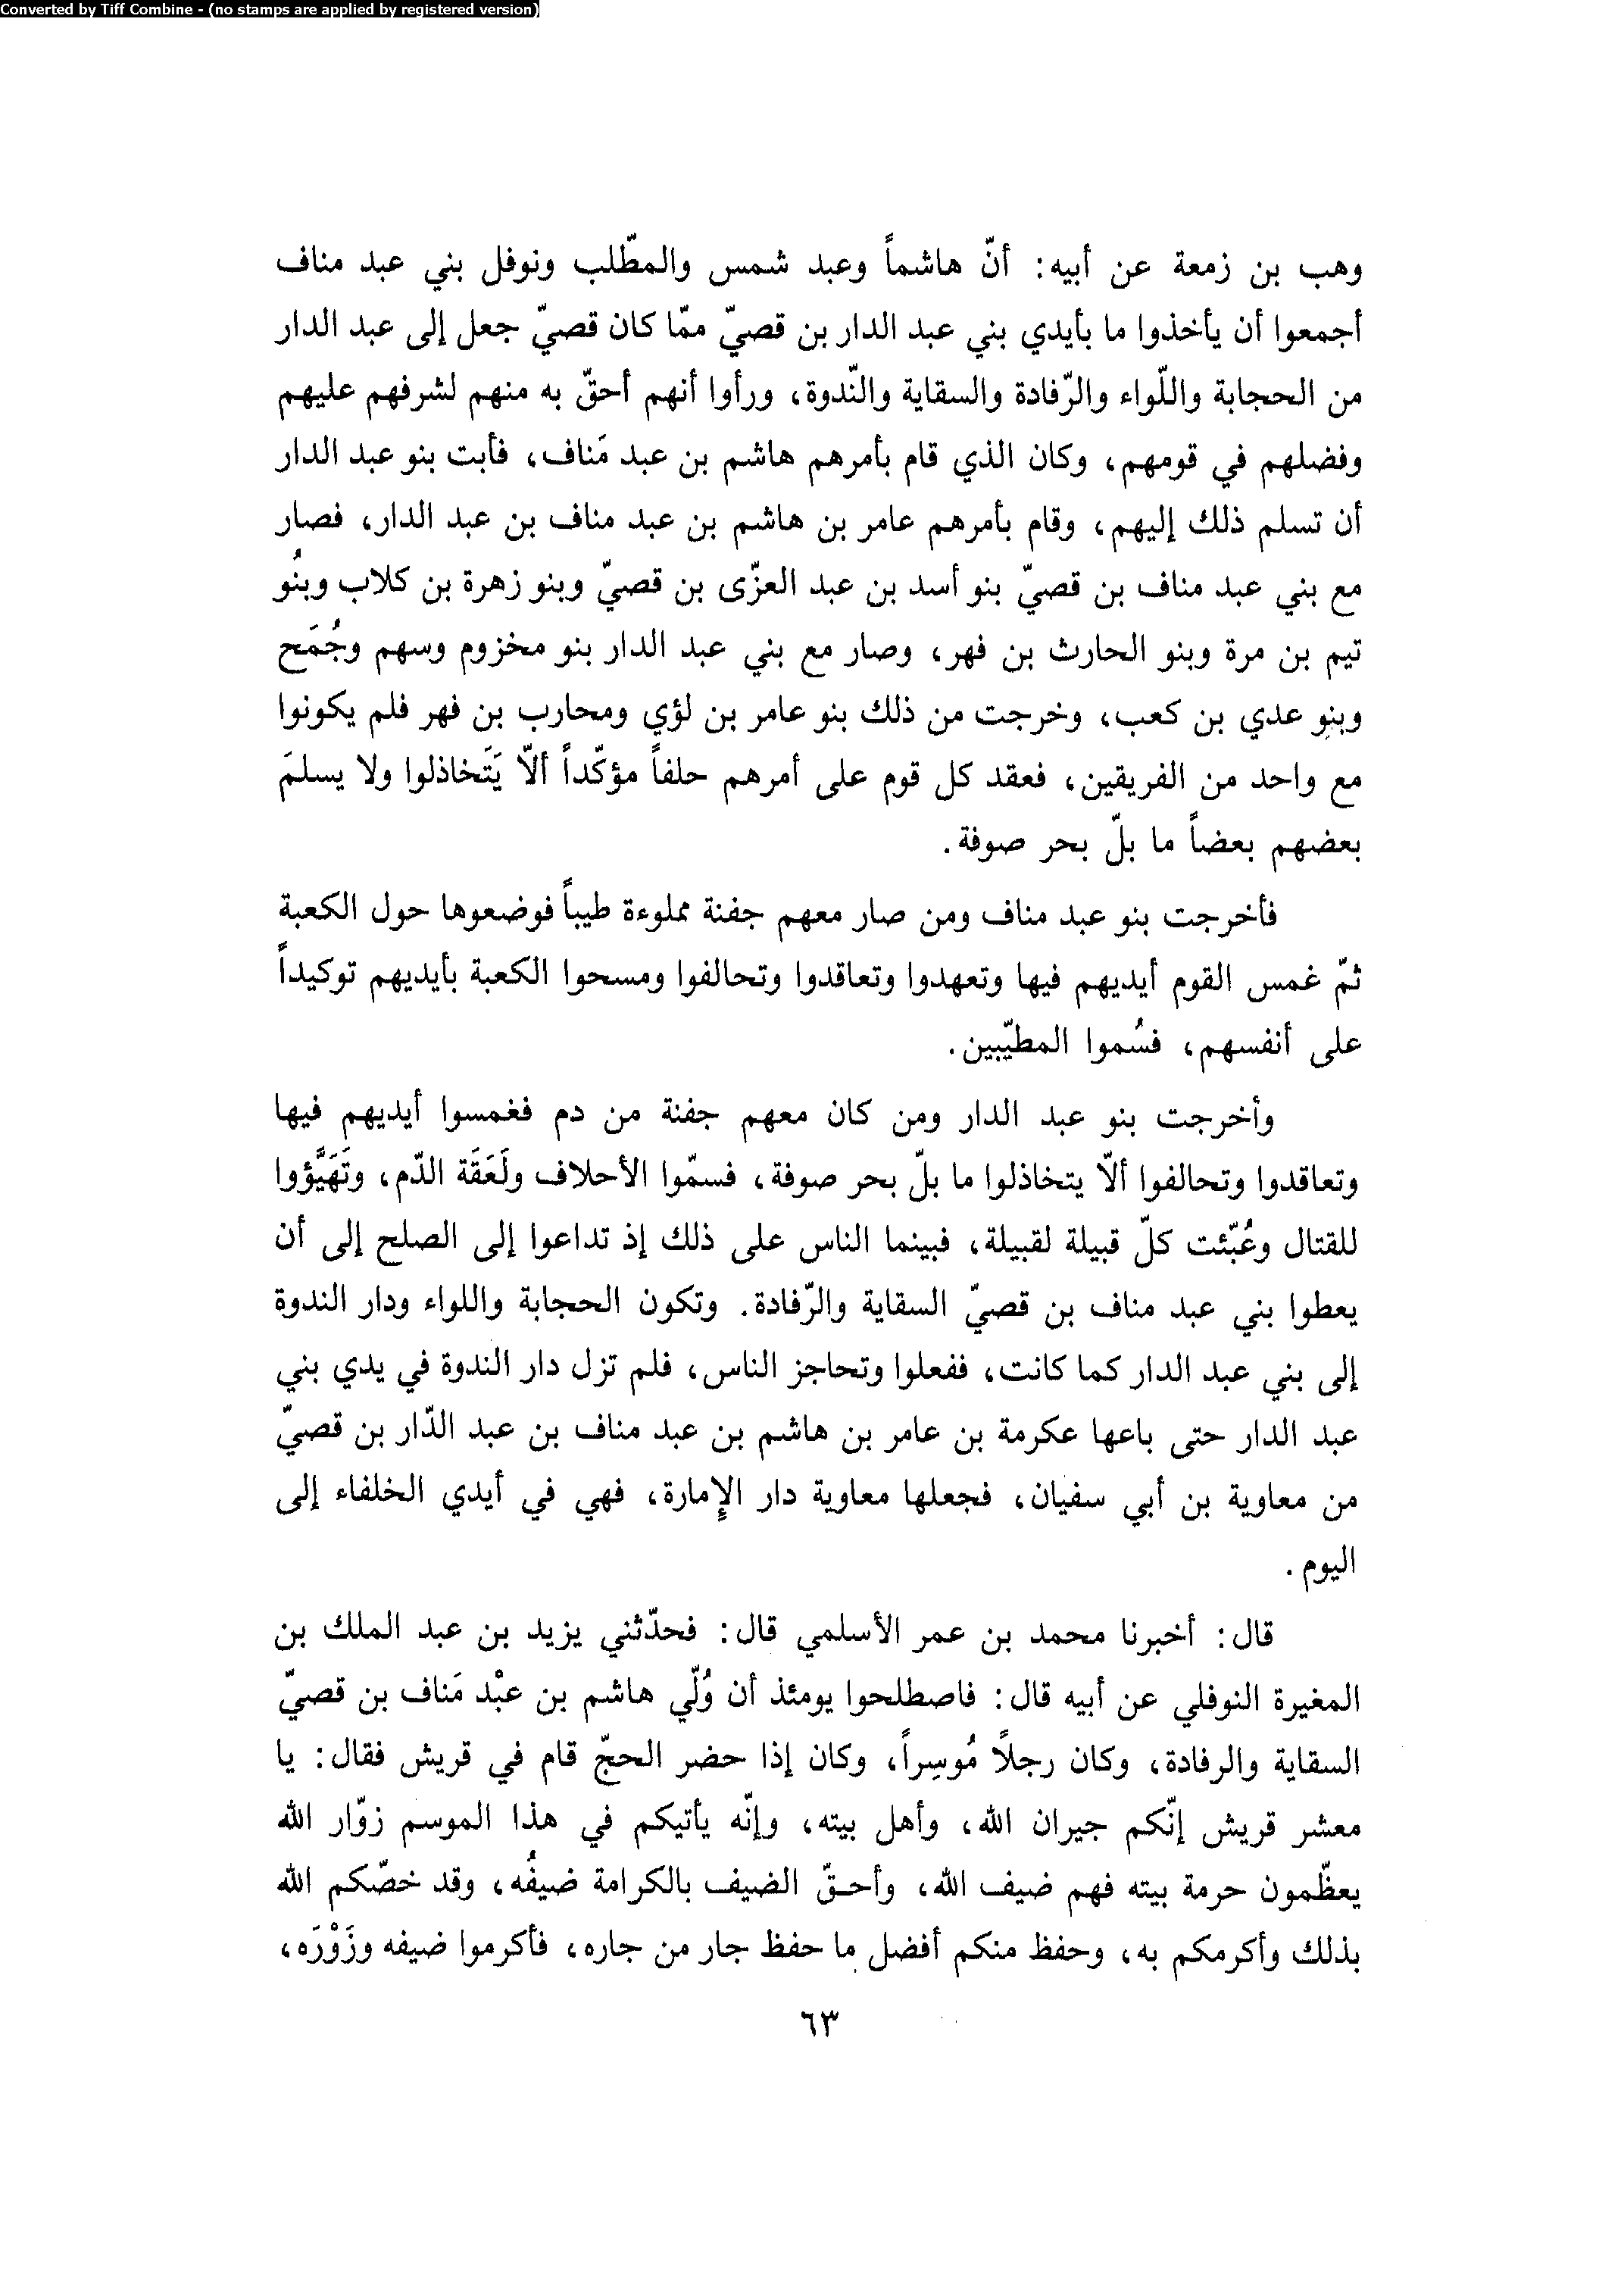 Converted by Tiff Combine - (no stamps are applied by registered version)
وهب بن زمعة عن أبيه: أنّ هاشماً وعبد شمس والمطّلب ونوفل بني عبد مناف
أجمعوا أن يأخذوا ما بأيدي بني عبد الدار بن قصيّ ممّا كان قصيّ جعل إلى عبد الدار
من الحجابة واللّواء والرّفادة والسقاية والنّدوة، ورأوا أنهم أحقّ به منهم لشرفهم عليهم
وفضلهم في قومهم، وكان الذي قام بأمرهم هاشم بن عبد مَناف، فأبت بنو عبد الدار
أن تسلم ذلك إليهم، وقام بأمرهم عامر بن هاشم بن عبد مناف بن عبد الدار، فصار
مع بني عبد مناف بن قصيّ بنو أسد بن عبد العزّى بن قصيّ وبنو زهرة بن كلاب وبنُو
تيم بن مرة وبنو الحارث بن فهر، وصار مع بني عبد الدار بنو مخزوم وسهم وجُمَح
وبنو عدي بن كعب، وخرجت من ذلك بنو عامر بن لؤي ومحارب بن فهر فلم يكونوا
مع واحد من الفريقين، فعقد كل قوم على أمرهم حلفاً مؤكّداً ألاّ يَتَخاذلوا ولا يسلمَ
بعضهم بعضاً ما بلّ بحر صوفة.
فأخرجت بنو عبد مناف ومن صار معهم جفنة مملوءة طيباً فوضعوها حول الكعبة
ثمّ غمس القوم أيديهم فيها وتعهدوا وتعاقدوا وتحالفوا ومسحوا الكعبة بأيديهم توكيداً
على أنفسهم، فسُموا المطيّبين.
وأخرجت بنو عبد الدار ومن كان معهم جفنة من دم فغمسوا أيديهم فيها
وتعاقدوا وتحالفوا ألاّ يتخاذلوا ما بلّ بحر صوفة، فسمّوا الأحلاف ولَعَقَة الدّم، وتَهَيَّؤوا
للقتال وعُبّئت كلّ قبيلة لقبيلة، فبينما الناس على ذلك إذ تداعوا إلى الصلح إلى أن
يعطوا بني عبد مناف بن قصيّ السقاية والرّفادة. وتكون الحجابة واللواء ودار الندوة
إلى بني عبد الدار كما كانت، ففعلوا وتحاجز الناس، فلم تزل دار الندوة في يدي بني
عبد الدار حتى باعها عكرمة بن عامر بن هاشم بن عبد مناف بن عبد الدّار بن قصيّ
من معاوية بن أبي سفيان، فجعلها معاوية دار الإمارة، فهي في أيدي الخلفاء إلى
اليوم.
قال: أخبرنا محمد بن عمر الأسلمي قال: فحدّثني يزيد بن عبد الملك بن
المغيرة النوفلي عن أبيه قال: فاصطلحوا يومئذ أن وُلّي هاشم بن عبْد مَناف بن قصيّ
السقاية والرفادة، وكان رجلاً مُوسِراً، وكان إذا حضر الحجّ قام في قريش فقال: يا
معشر قريش إنّكم جيران الله، وأهل بيته، وإنّه يأتيكم في هذا الموسم زوّار الله
يعظّمون حرمة بيته فهم ضيف الله، وأحقّ الضيف بالكرامة ضيفُه، وقد خصّكم الله
بذلك وأكرمكم به، وحفظ منكم أفضل ما حفظ جار من جاره، فأكرموا ضيفه وزَوْرَه،
٦٣